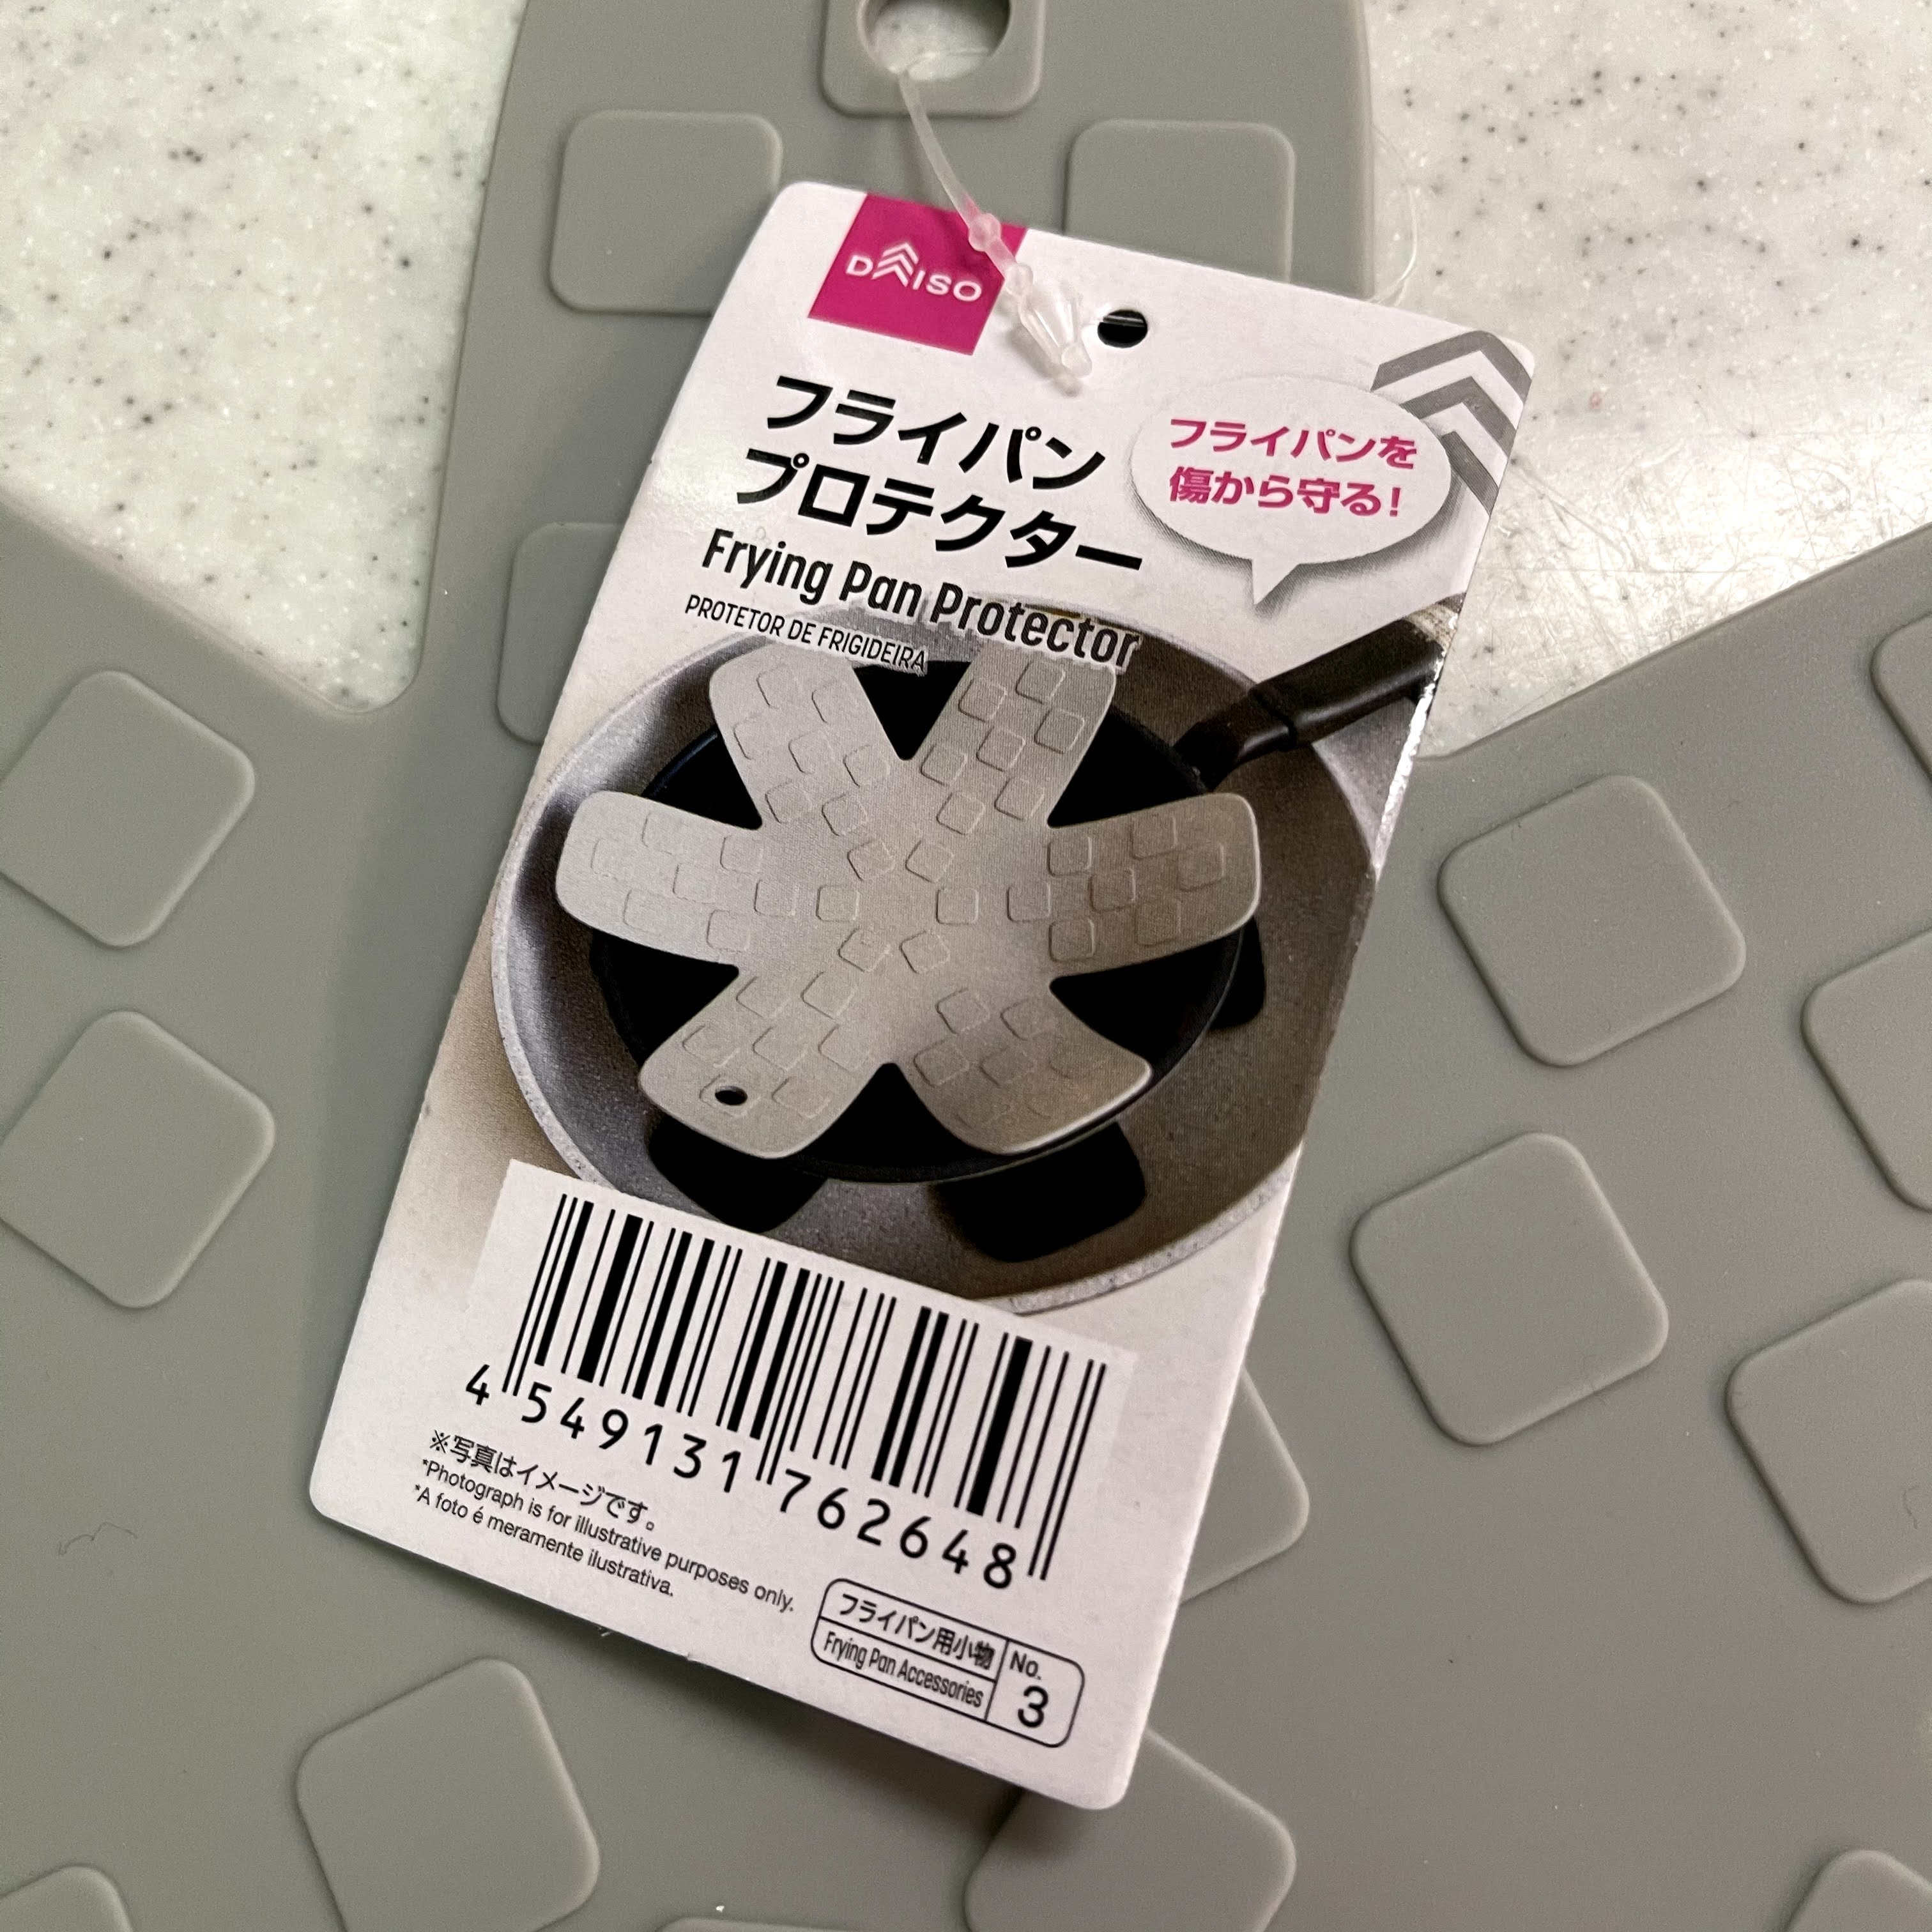 DAISO
フライパン
プロテクター
Frying Pan Protector
PROTETOR DE FRIGIDEIRA
フライパンを
傷から守る!
4 549131 762648
※写真はイメージです。
*Photograph is for illustrative purposes only.
*A foto é meramente ilustrativa.
フライパン用小物
Frying Pan Accessories
No.
3